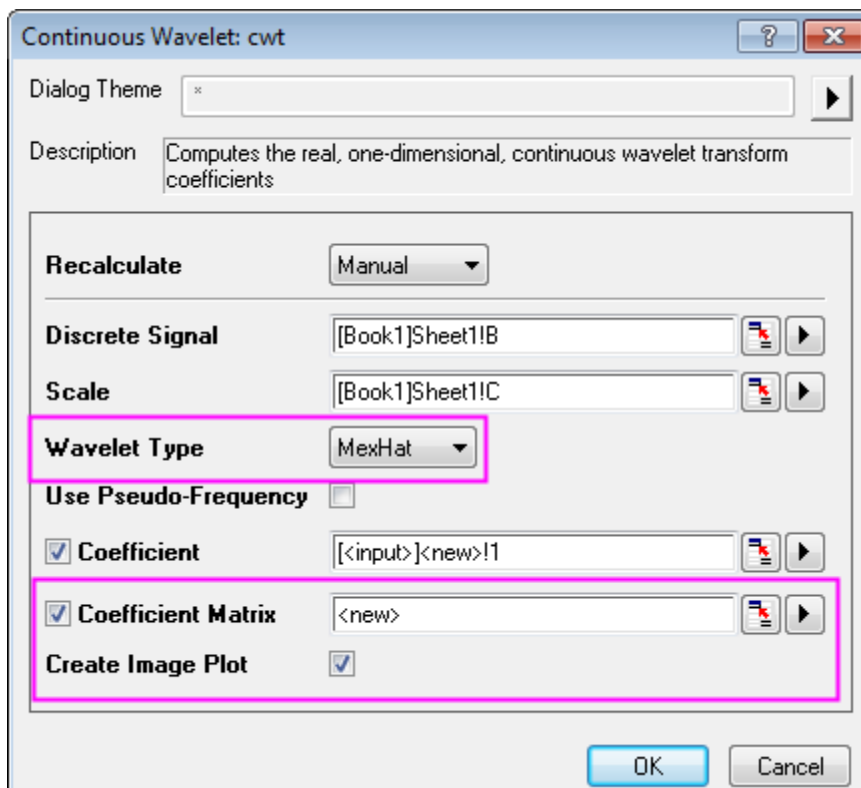 Continuous Wavelet: cwt
Dialog Theme *
Description Computes the real, one-dimensional, continuous wavelet transform
coefficients
Recalculate Manual
Discrete Signal [Book1]Sheet1!B
Scale [Book1]Sheet1!C
Wavelet Type MexHat
Use Pseudo-Frequency
Coefficient [<input>]<new>!1
Coefficient Matrix <new>
Create Image Plot
OK Cancel